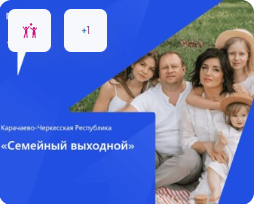 +1
Карачаево-Черкесская Республика
«Семейный выходной»